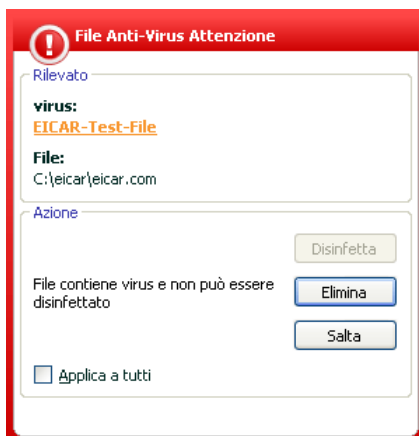 File Anti-Virus Attenzione
Rilevato
virus:
EICAR-Test-File
File:
C:\eicar\eicar.com
Azione
Disinfetta
File contiene virus e non può essere
disinfettato
Elimina
Salta
Applica a tutti